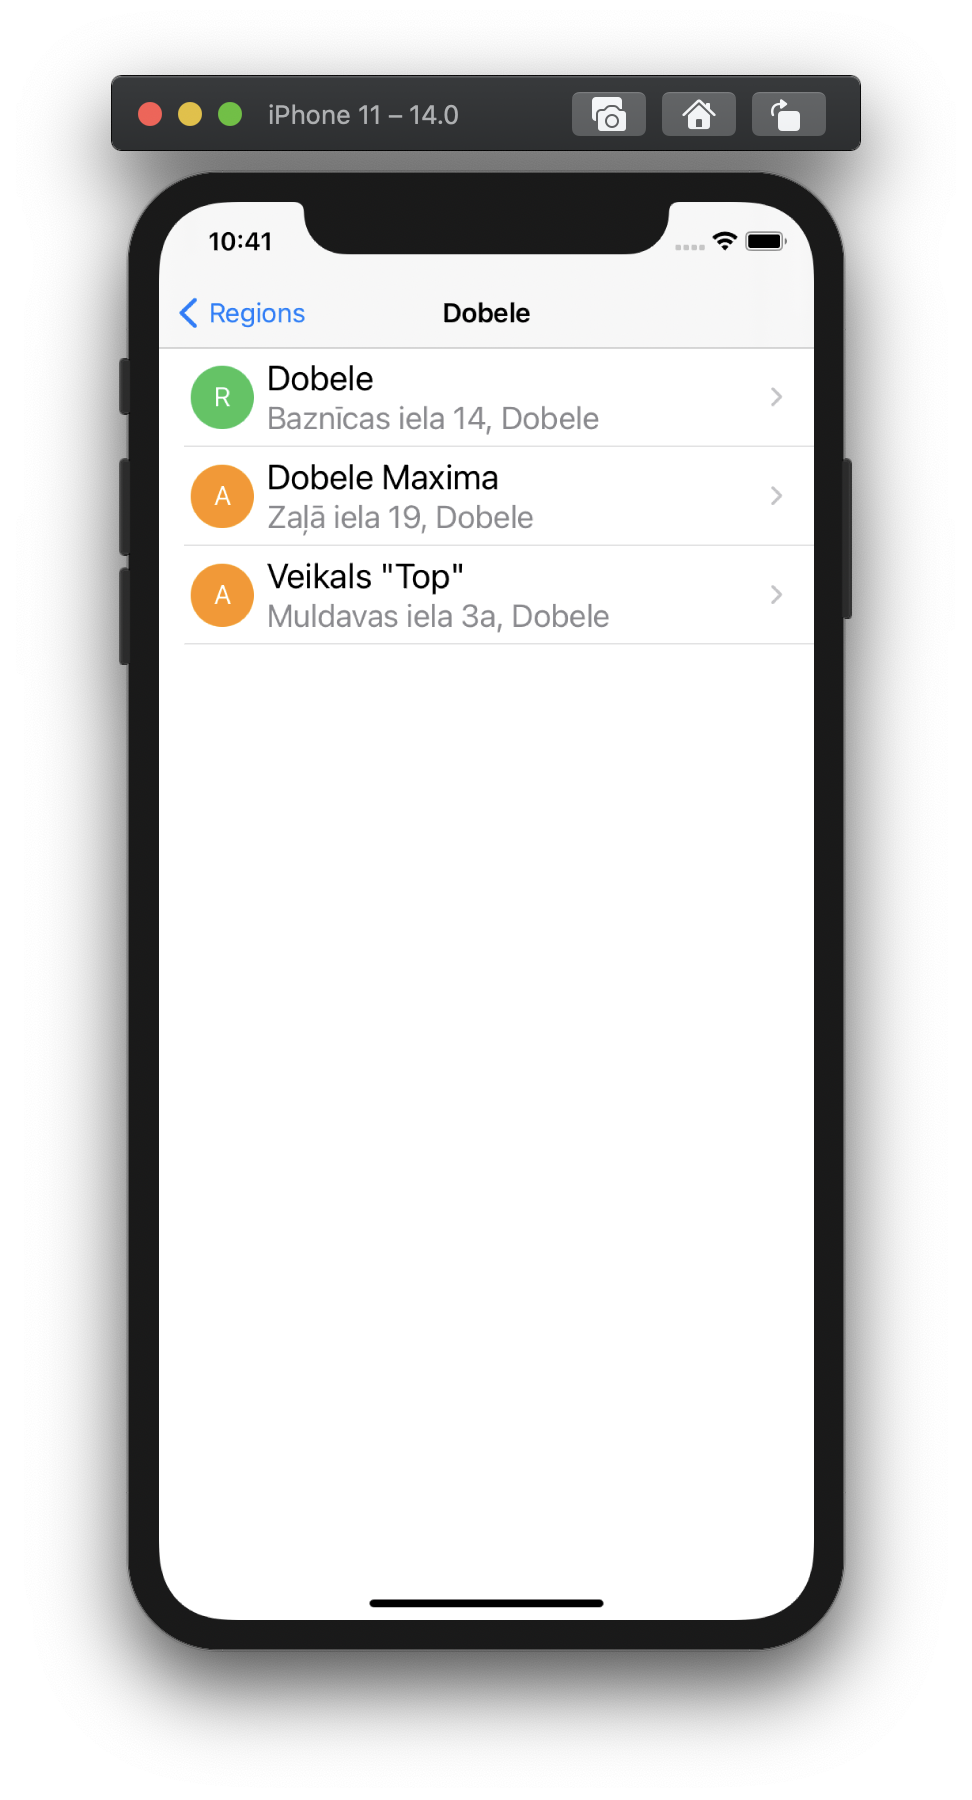 iPhone 11 – 14.0
10:41
Regions
Dobele
R
Dobele
Baznīcas iela 14, Dobele
A
Dobele Maxima
Zaļā iela 19, Dobele
A
Veikals "Top"
Muldavas iela 3a, Dobele